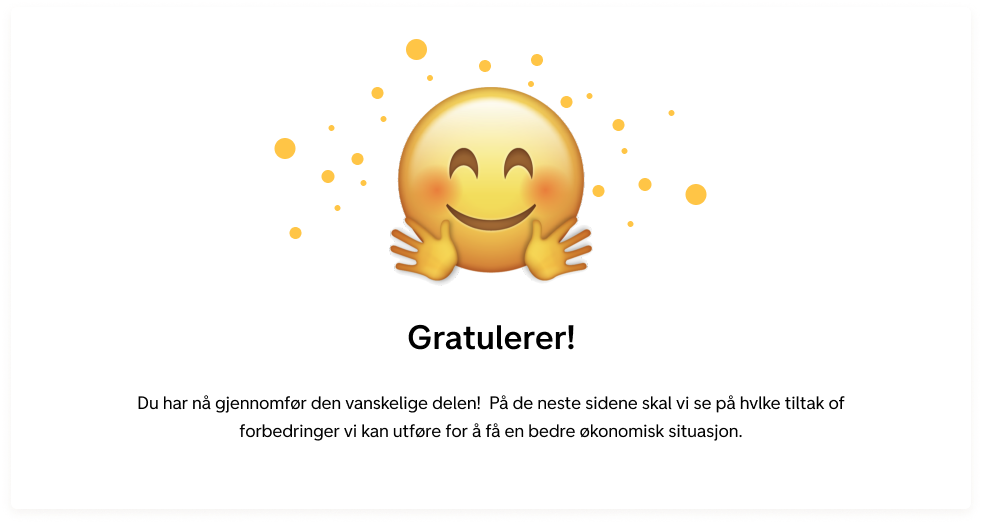 Gratulerer!
Du har nå gjennomfør den vanskelige delen!  På de neste sidene skal vi se på hvlke tiltak of
forbedringer vi kan utføre for å få en bedre økonomisk situasjon.